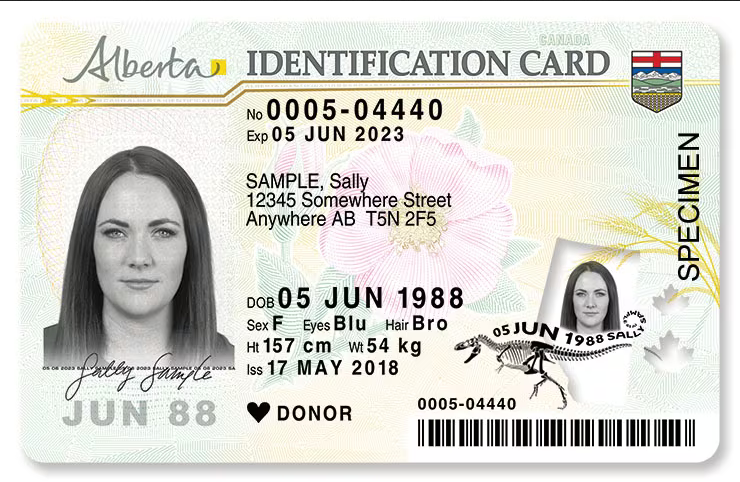 CANADA
Alberta IDENTIFICATION CARD
No 0005-04440
Exp 05 JUN 2023
SAMPLE, Sally
12345 Somewhere Street
Anywhere AB T5N 2F5
SPECIMEN
DOB 05 JUN 1988
Sex F Eyes Blu Hair Bro
Ht 157 cm Wt 54 kg
Iss 17 MAY 2018
05 JUN 1988 SALLY
Sally Sample
JUN 88
DONOR
0005-04440